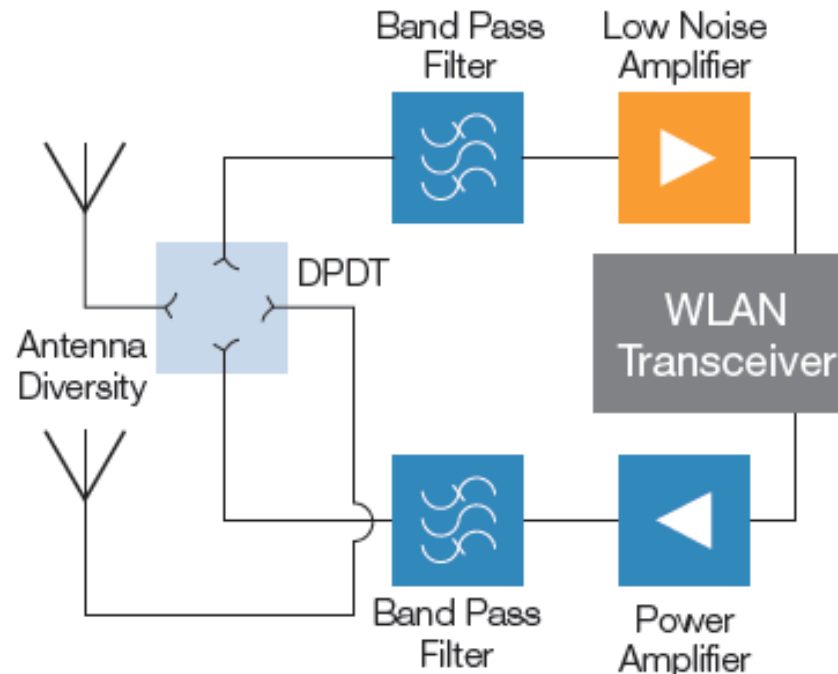 Band Pass
Filter
Low Noise
Amplifier
DPDT
WLAN
Transceiver
Antenna
Diversity
Band Pass
Filter
Power
Amplifier